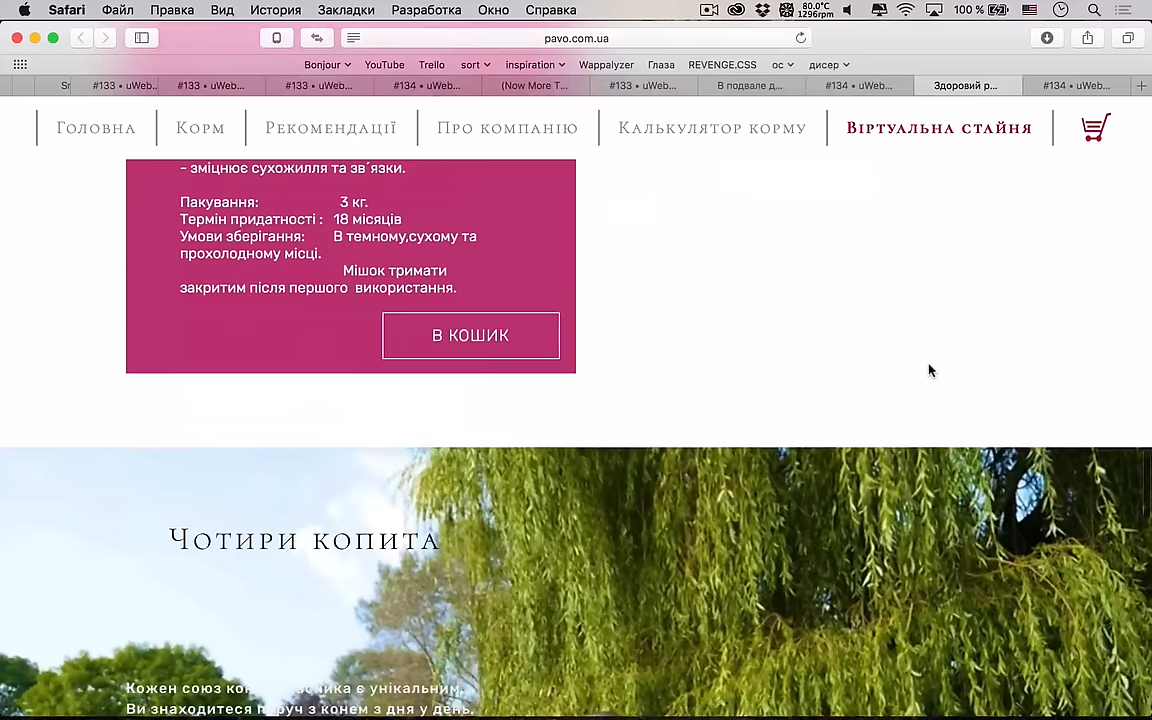 Safari Файл Правка Вид История Закладки Разработка Окно Справка 80.0°C 1296rpm 100 %
pavo.com.ua
Bonjour YouTube Trello sort inspiration Wappalyzer Глаза REVENGE.CSS ос дисер
Sr #133 • uWeb... #133 • uWeb... #133 • uWeb... #134 • uWeb... (Now More T... #133 • uWeb... В подвале д... #134 • uWeb... Здоровий р... #134 • uWeb...
Головна Корм Рекомендації Про компанію Калькулятор корму Віртуальна стайня
- зміцнює сухожилля та зв´язки.
Пакування: 3 кг.
Термін придатності : 18 місяців
Умови зберігання: В темному,сухому та
прохолодному місці.
Мішок тримати
закритим після першого використання.
В КОШИК
Чотири копита
Кожен союз є унікальним.
Ви знаходитеся з конем з дня у день.